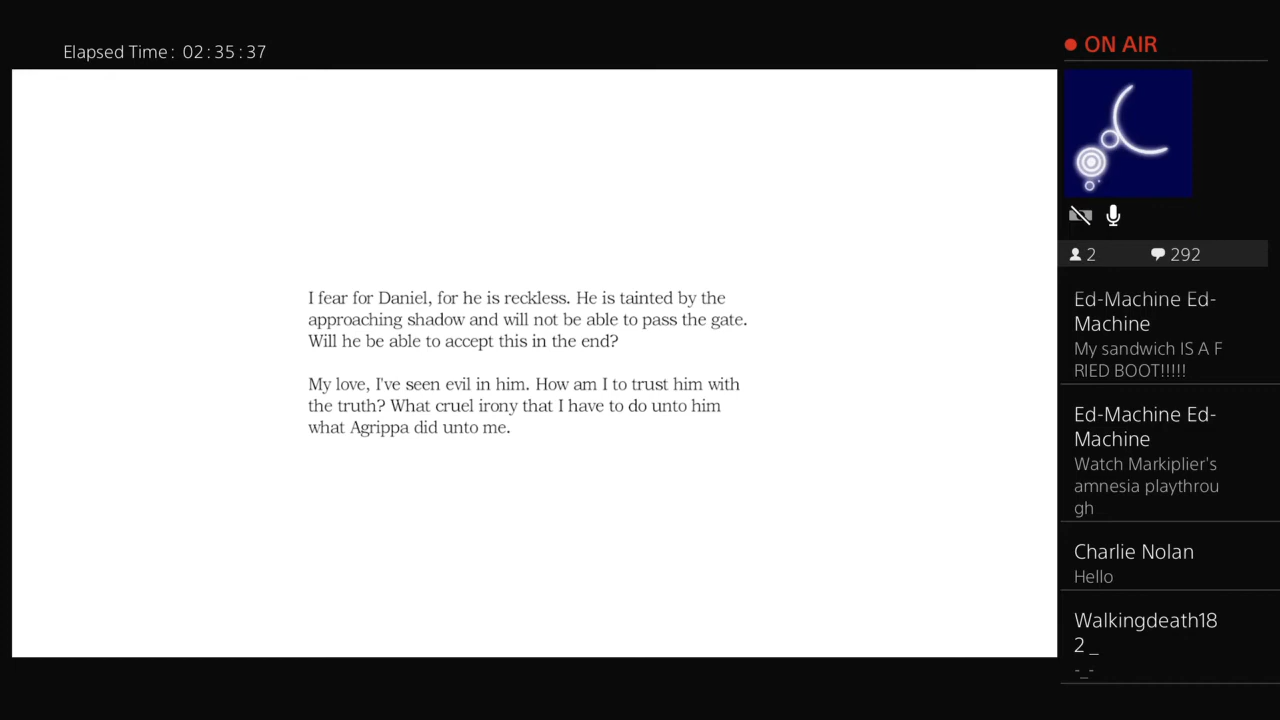 Elapsed Time: 02:35:37
ON AIR
2 292
I fear for Daniel, for he is reckless. He is tainted by the
approaching shadow and will not be able to pass the gate.
Will he be able to accept this in the end?
My love, I've seen evil in him. How am I to trust him with
the truth? What cruel irony that I have to do unto him
what Agrippa did unto me.
Ed-Machine Ed-
Machine
My sandwich IS A F
RIED BOOT!!!!!
Ed-Machine Ed-
Machine
Watch Markiplier's
amnesia playthrou
gh
Charlie Nolan
Hello
Walkingdeath18
2 _
-_-